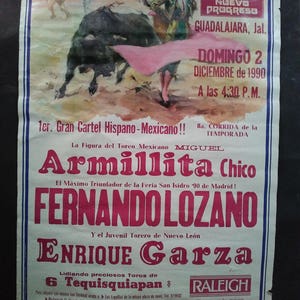 NUEVO
PROGRESO
GUADALAJARA, Jal.
DOMINGO 2
DICIEMBRE de 1990
A las 4:30 P.M.
1er. Gran Cartel Hispano-Mexicano!!
8a. CORRIDA de la
TEMPORADA
La Figura del Toreo Mexicano MIGUEL
Armillita Chico
El Máximo Triunfador de la Feria San Isidro '90 de Madrid!
FERNANDO LOZANO
Y el Juvenil Torero de Nuevo León
ENRIQUE Garza
Lidiando preciosos Toros de
6 Tequisquiapan
RALEIGH